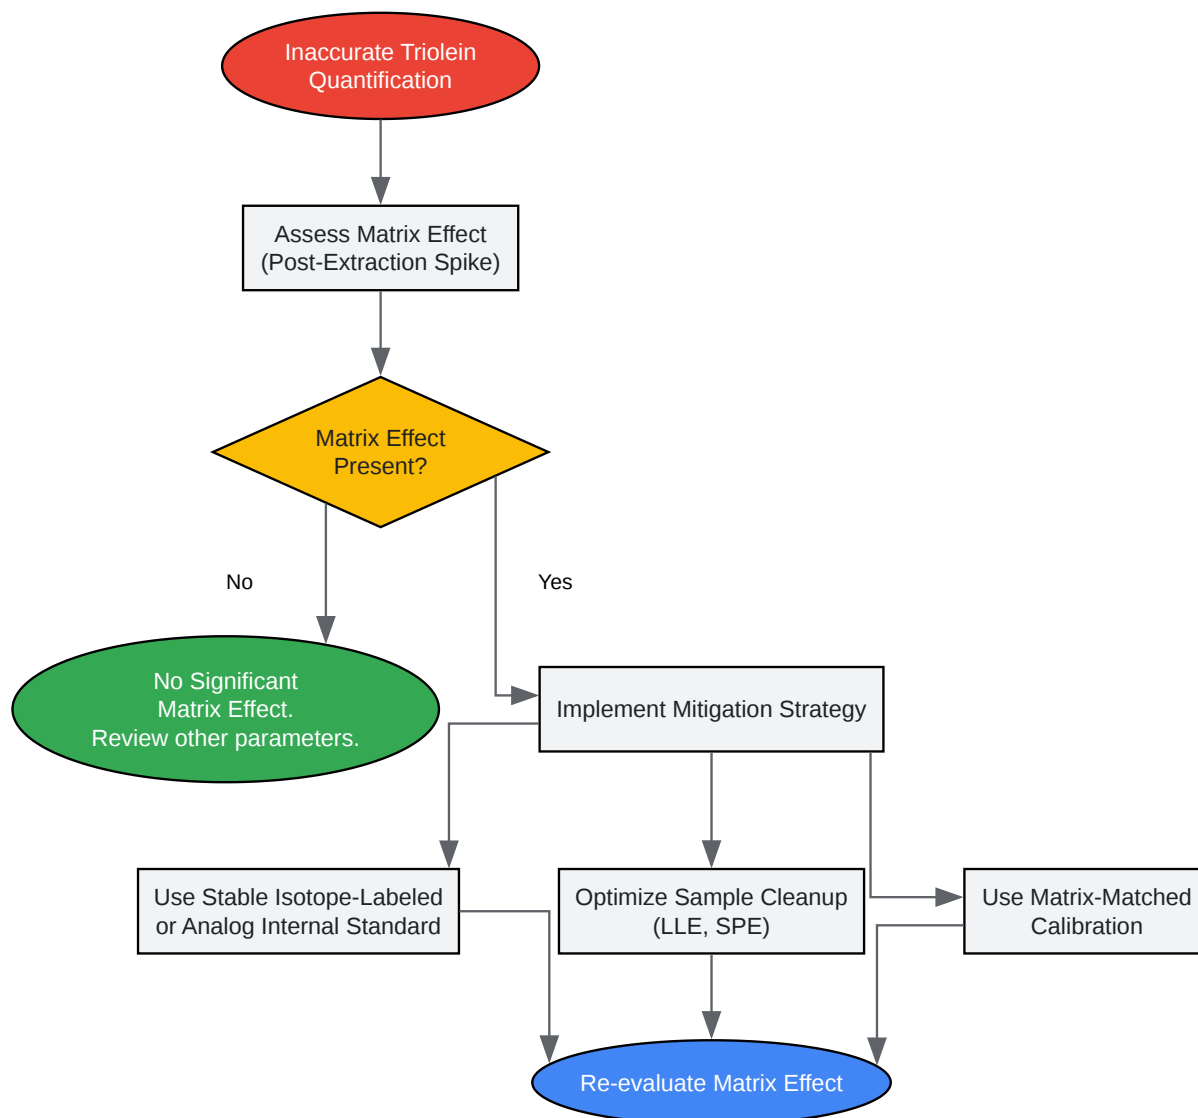 Inaccurate Triolein
Quantification
Assess Matrix Effect
(Post-Extraction Spike)
Matrix Effect
Present?
No
Yes
No Significant
Matrix Effect.
Review other parameters.
Implement Mitigation Strategy
Use Stable Isotope-Labeled
or Analog Internal Standard
Optimize Sample Cleanup
(LLE, SPE)
Use Matrix-Matched
Calibration
Re-evaluate Matrix Effect